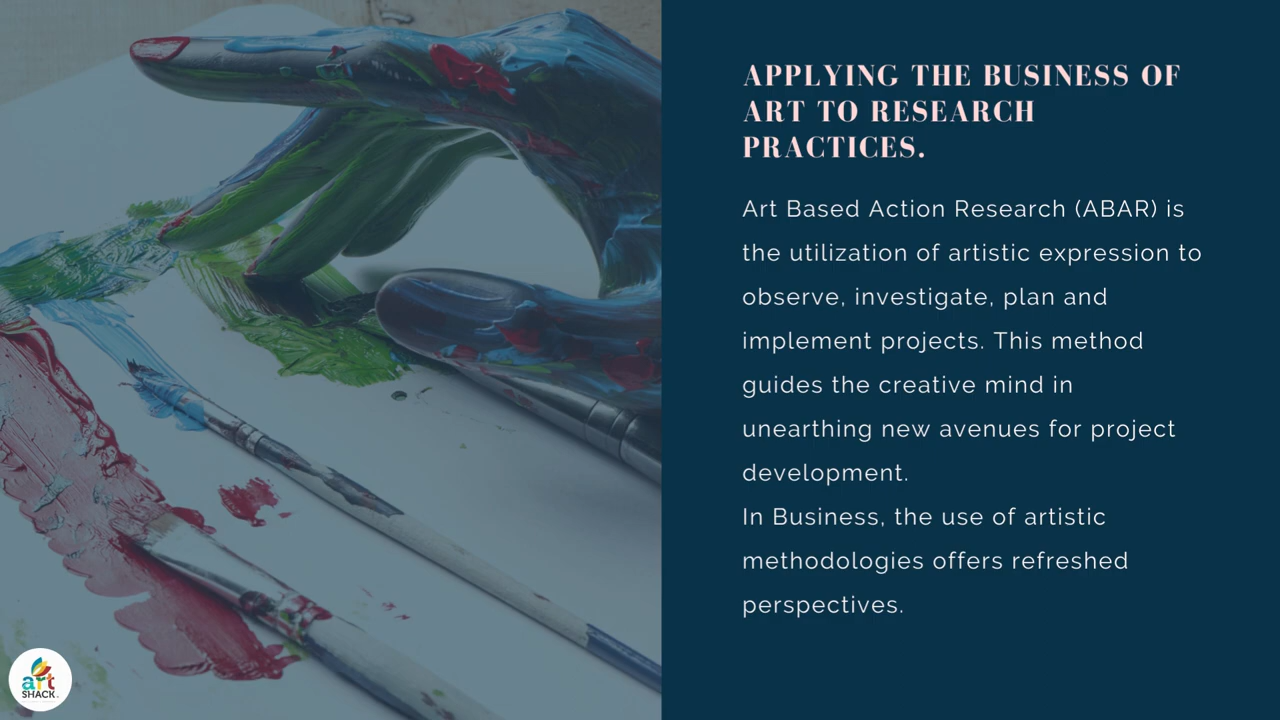 APPLYING THE BUSINESS OF
ART TO RESEARCH
PRACTICES.
Art Based Action Research (ABAR) is
the utilization of artistic expression to
observe, investigate, plan and
implement projects. This method
guides the creative mind in
unearthing new avenues for project
development.
In Business, the use of artistic
methodologies offers refreshed
perspectives.
art
SHACK